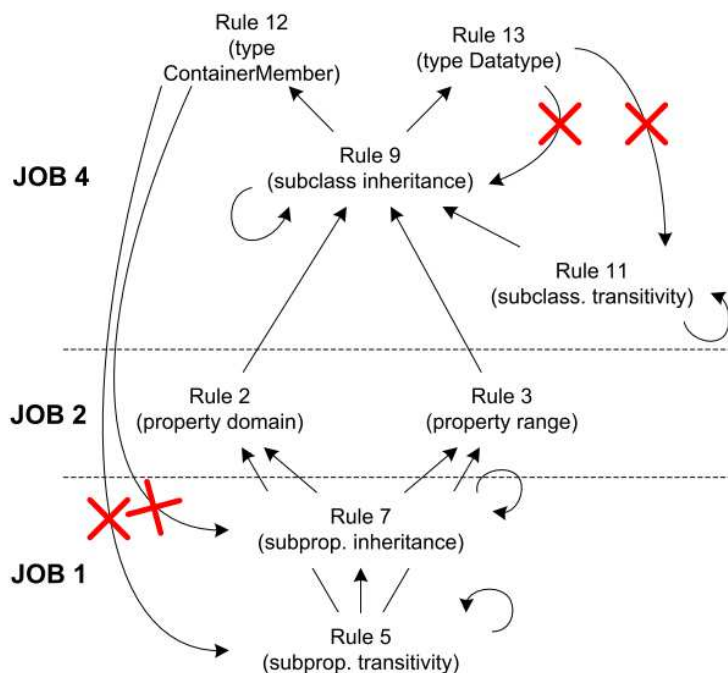 Rule 12
(type
ContainerMember)
Rule 13
(type Datatype)
JOB 4
Rule 9
(subclass inheritance)
Rule 11
(subclass. transitivity)
JOB 2
Rule 2
(property domain)
Rule 3
(property range)
Rule 7
(subprop. inheritance)
JOB 1
Rule 5
(subprop. transitivity)